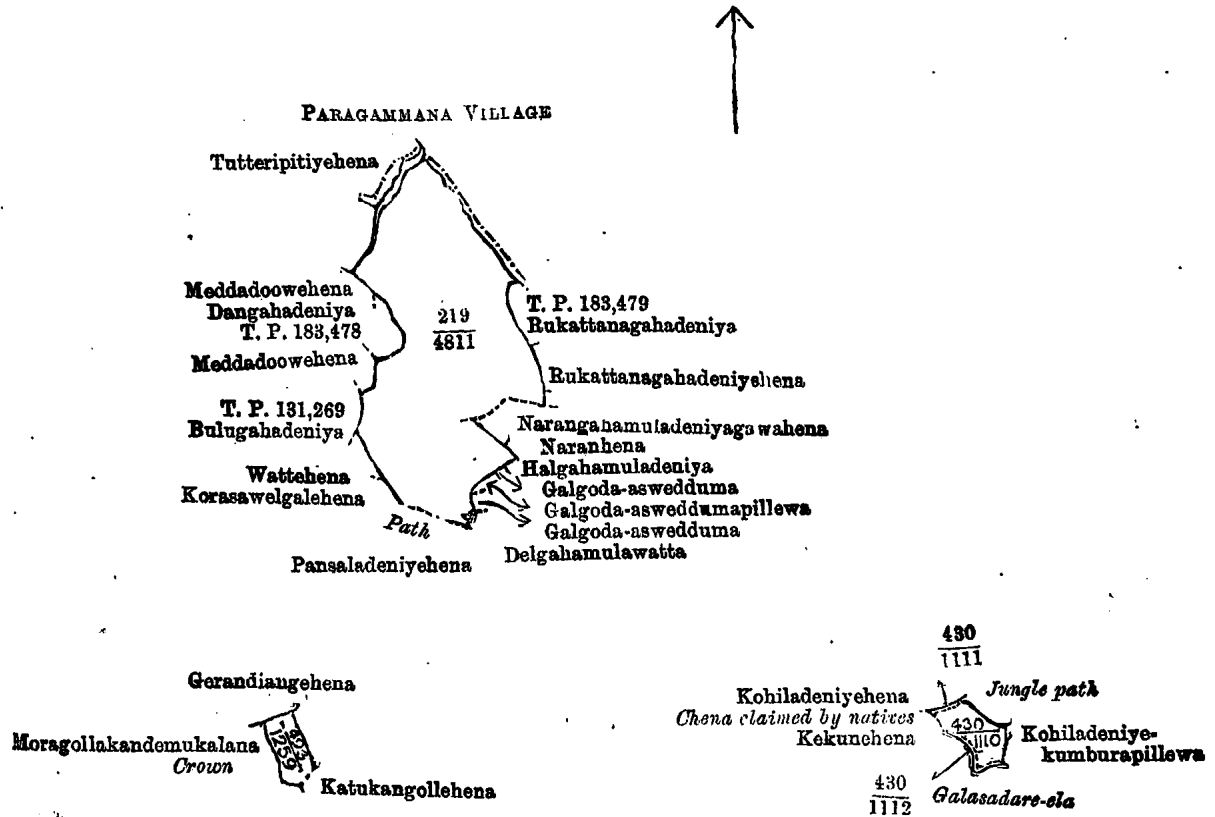 PARAGAMMANA VILLAGE
Tutteripitiyehena
Meddadoowehena
Dangahadeniya
T. P. 183,478
Meddadoowehena
T. P. 131,269
Bulugahadeniya
Wattehena
Korasawelgalehena
Path
Pansaladeniyehena
219
4811
T. P. 183,479
Rukattanagahadeniya
Rukattanagahadeniyehena
Narangahamuladeniyagawahena
Naranhena
Halgahamuladeniya
Galgoda-aswedduma
Galgoda-asweddumapillewa
Galgoda-aswedduma
Delgahamulawatta
Gerandiangehena
Moragollakandemukalana
Crown
423
1259
Katukangollehena
430
1111
Kohiladeniyehena
Chena claimed by natives
Kekunehena
Jungle path
430
1110
Kohiladeniye-
kumburapillewa
430
1112
Galasadare-ela